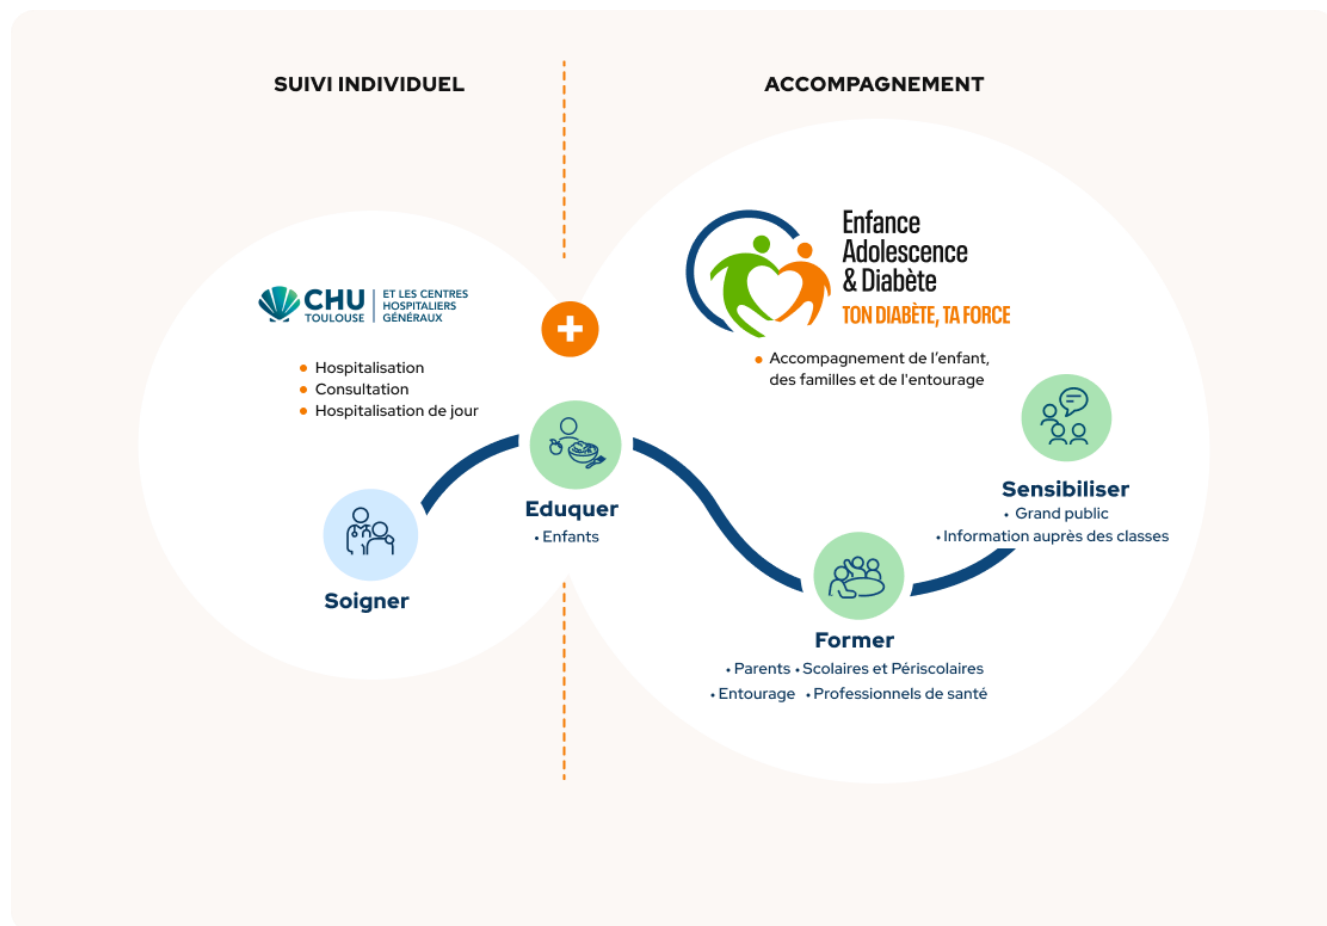 SUIVI INDIVIDUEL
ACCOMPAGNEMENT
CHU
TOULOUSE
ET LES CENTRES
HOSPITALIERS
GÉNÉRAUX
• Hospitalisation
• Consultation
• Hospitalisation de jour
Soigner
+
Eduquer
• Enfants
Enfance
Adolescence
& Diabète
TON DIABÈTE, TA FORCE
• Accompagnement de l’enfant,
des familles et de l'entourage
Former
• Parents • Scolaires et Périscolaires
• Entourage • Professionnels de santé
Sensibiliser
• Grand public
• Information auprès des classes